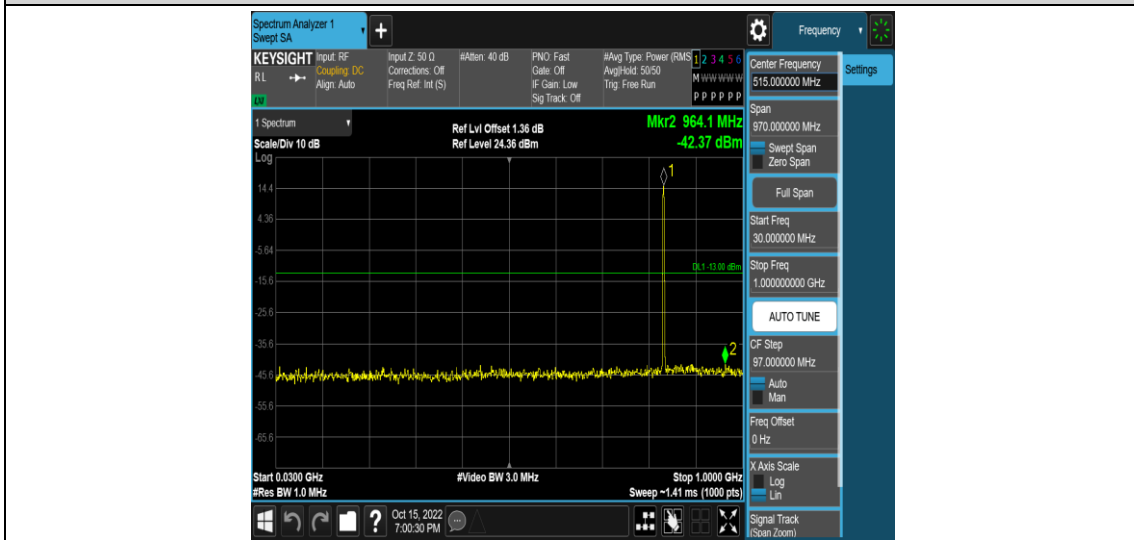 Spectrum Analyzer 1
Swept SA
+
Frequency
KEYSIGHT
RL
LXI
Input: RF
Coupling: DC
Align: Auto
Input Z: 50 Ω
Corrections: Off
Freq Ref: Int (S)
#Atten: 40 dB
PNO: Fast
Gate: Off
IF Gain: Low
Sig Track: Off
#Avg Type: Power (RMS
Avg|Hold: 50/50
Trig: Free Run
1 2 3 4 5 6
M W W W W W
P P P P P P
1 Spectrum
Scale/Div 10 dB
Ref Lvl Offset 1.36 dB
Ref Level 24.36 dBm
Mkr2 964.1 MHz
-42.37 dBm
Log
14.4
4.36
-5.64
-15.6
-25.6
-35.6
-45.6
-55.6
-65.6
1
DL1 -13.00 dBm
2
Start 0.0300 GHz
#Res BW 1.0 MHz
#Video BW 3.0 MHz
Stop 1.0000 GHz
Sweep ~1.41 ms (1000 pts)
?
Oct 15, 2022
7:00:30 PM
Center Frequency
515.000000 MHz
Settings
Span
970.000000 MHz
Swept Span
Zero Span
Full Span
Start Freq
30.000000 MHz
Stop Freq
1.000000000 GHz
AUTO TUNE
CF Step
97.000000 MHz
Auto
Man
Freq Offset
0 Hz
X Axis Scale
Log
Lin
Signal Track
(Span Zoom)